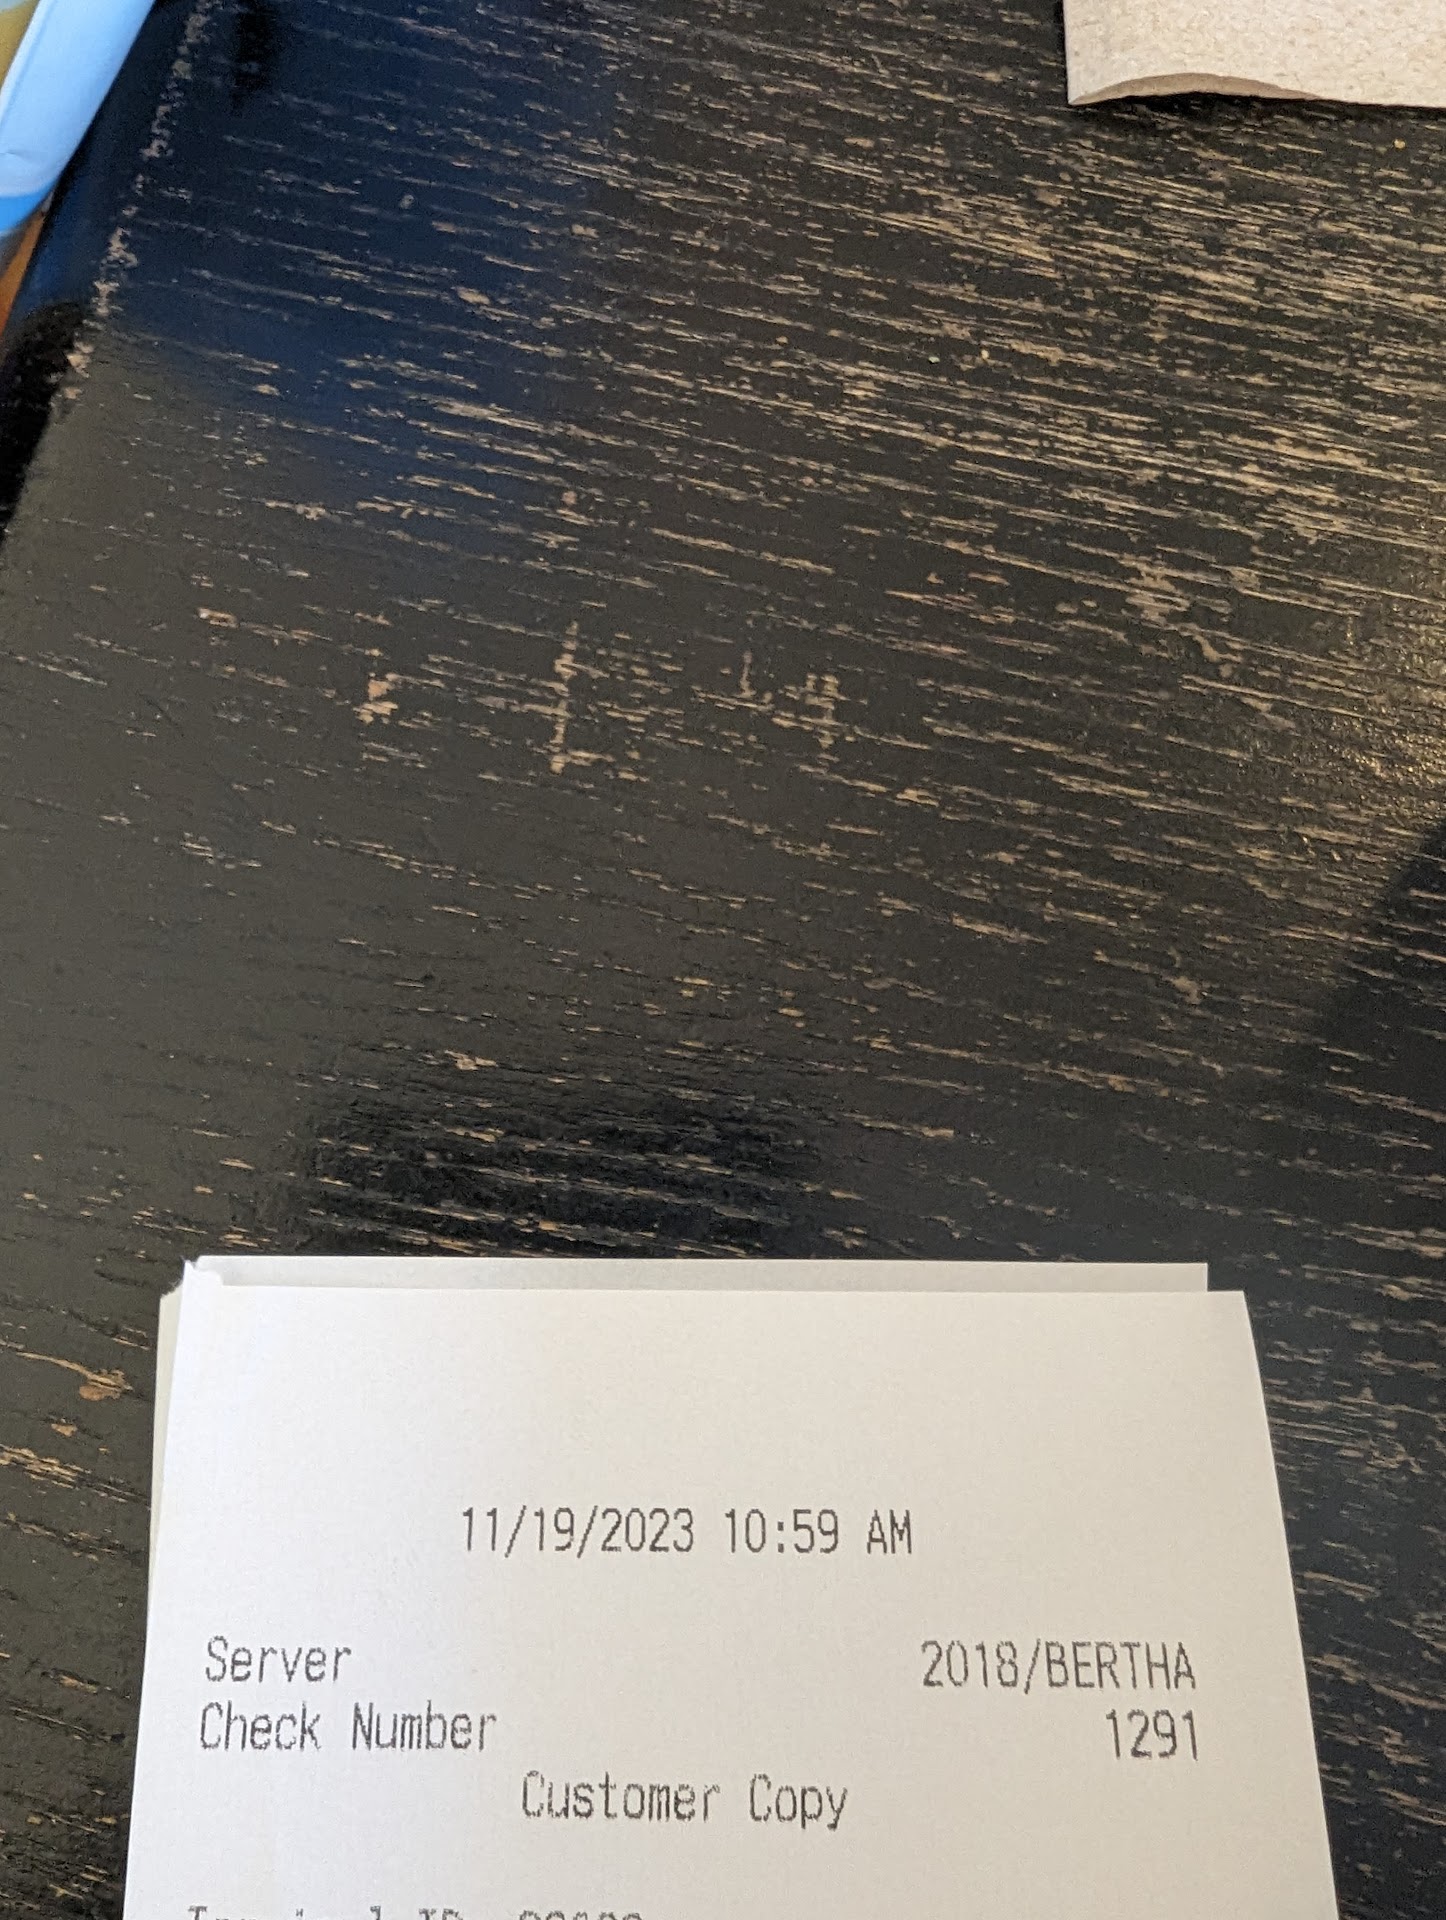 11/19/2023 10:59 AM
Server 2018/BERTHA
Check Number 1291
Customer Copy